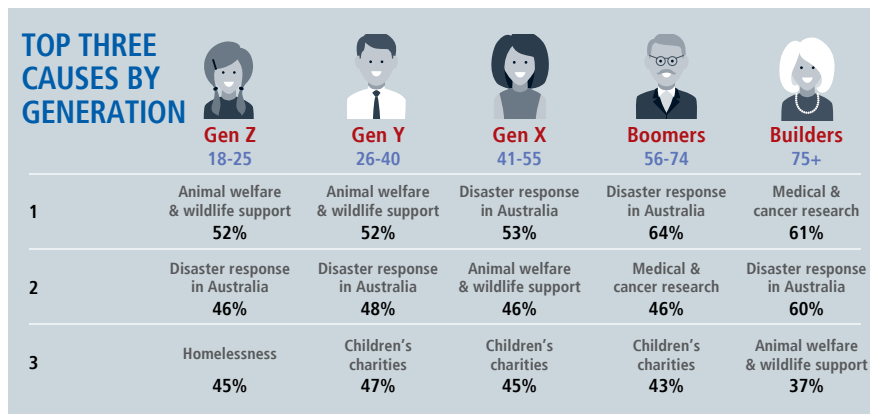 TOP THREE
CAUSES BY
GENERATION
Gen Z
18-25
Gen Y
26-40
Gen X
41-55
Boomers
56-74
Builders
75+
1
Animal welfare
& wildlife support
52%
Animal welfare
& wildlife support
52%
Disaster response
in Australia
53%
Disaster response
in Australia
64%
Medical &
cancer research
61%
2
Disaster response
in Australia
46%
Disaster response
in Australia
48%
Animal welfare
& wildlife support
46%
Medical &
cancer research
46%
Disaster response
in Australia
60%
3
Homelessness
45%
Children's
charities
47%
Children's
charities
45%
Children's
charities
43%
Animal welfare
& wildlife support
37%